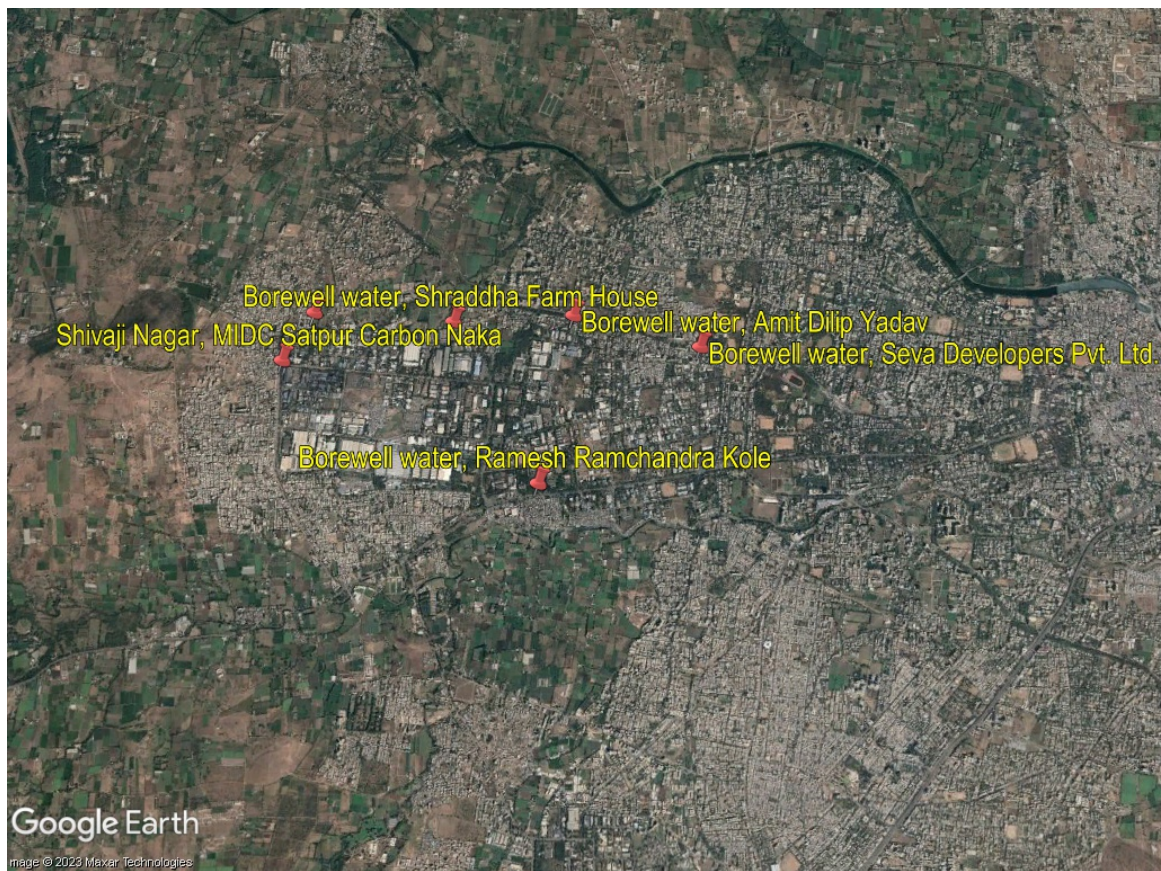 Borewell water, Shraddha Farm House
Borewell water, Amit Dilip Yadav
Shivaji Nagar, MIDC Satpur Carbon Naka
Borewell water, Seva Developers Pvt. Ltd.
Borewell water, Ramesh Ramchandra Kole
Google Earth
Image © 2023 Maxar Technologies